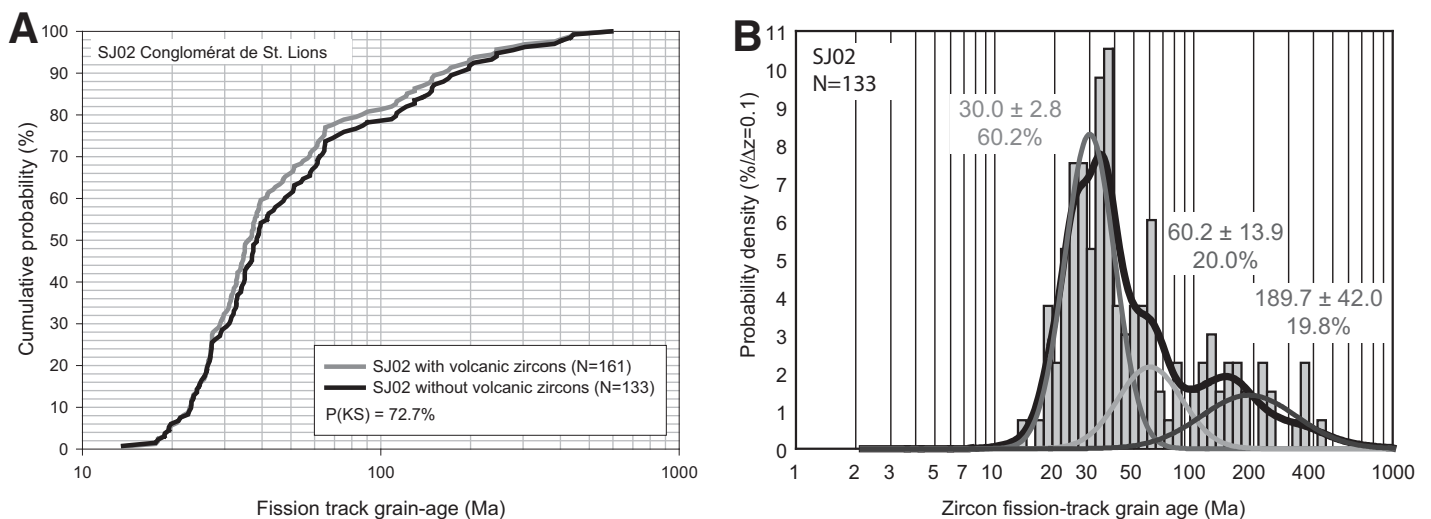 A
SJ02 Conglomérat de St. Lions
Cumulative probability (%)
100
90
80
70
60
50
40
30
20
10
0
SJ02 with volcanic zircons (N=161)
SJ02 without volcanic zircons (N=133)
P(KS) = 72.7%
10 100 1000
Fission track grain-age (Ma)
B
SJ02
N=133
Probability density (%/Δz=0.1)
11
10
9
8
7
6
5
4
3
2
1
0
30.0 ± 2.8
60.2%
60.2 ± 13.9
20.0%
189.7 ± 42.0
19.8%
1 2 3 5 7 10 20 30 50 100 200 400 1000
Zircon fission-track grain age (Ma)